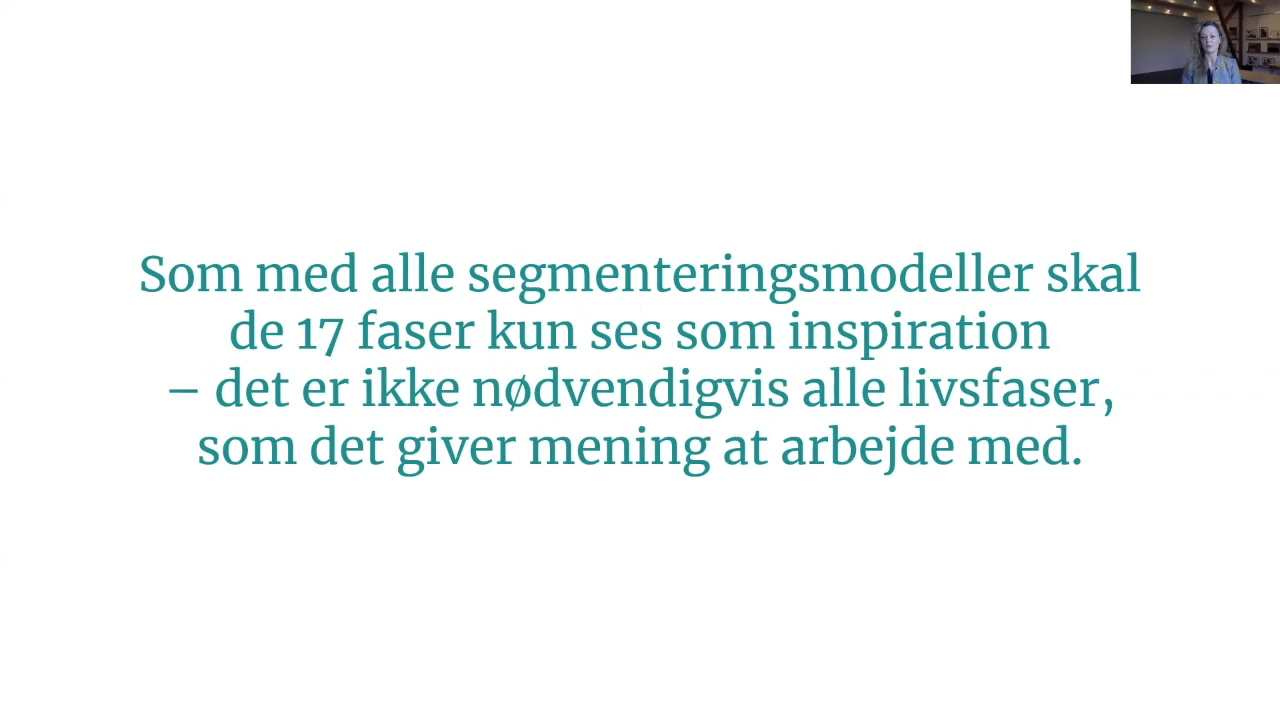 Som med alle segmenteringsmodeller skal
de 17 faser kun ses som inspiration
– det er ikke nødvendigvis alle livsfaser,
som det giver mening at arbejde med.